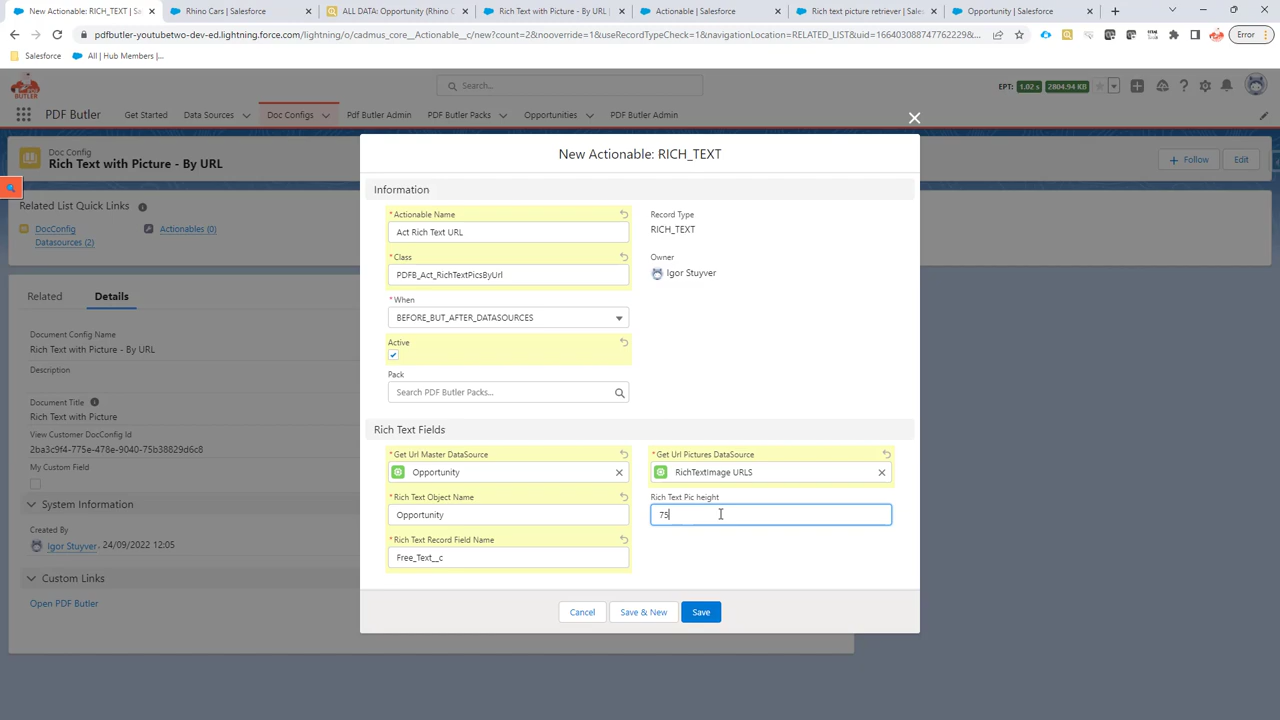 New Actionable: RICH_TEXT | Sa
Rhino Cars | Salesforce
ALL DATA: Opportunity (Rhino C
Rich Text with Picture - By URL |
Actionable | Salesforce
Rich text picture retriever | Sales
Opportunity | Salesforce
pdfbutler-youtubetwo-dev-ed.lightning.force.com/lightning/o/cadmus_core__Actionable__c/new?count=2&nooverride=1&useRecordTypeCheck=1&navigationLocation=RELATED_LIST&uid=166403088747762229&...
Error
Salesforce
All | Hub Members |...
BUTLER
Search...
EPT: 1.02 s 2804.94 KB
PDF Butler
Get Started
Data Sources
Doc Configs
Pdf Butler Admin
PDF Butler Packs
Opportunities
PDF Butler Admin
Doc Config
Rich Text with Picture - By URL
+ Follow
Edit
Related List Quick Links
DocConfig Datasources (2)
Actionables (0)
Related
Details
Document Config Name
Rich Text with Picture - By URL
Description
Document Title
Rich Text with Picture
View Customer DocConfig Id
2ba3c9f4-775e-478e-9040-75b38829d6c8
My Custom Field
System Information
Created By
Igor Stuyver, 24/09/2022 12:05
Custom Links
Open PDF Butler
New Actionable: RICH_TEXT
Information
* Actionable Name
Act Rich Text URL
Record Type
RICH_TEXT
* Class
PDFB_Act_RichTextPicsByUrl
Owner
Igor Stuyver
* When
BEFORE_BUT_AFTER_DATASOURCES
Active
Pack
Search PDF Butler Packs...
Rich Text Fields
* Get Url Master DataSource
Opportunity
* Get Url Pictures DataSource
RichTextImage URLS
* Rich Text Object Name
Opportunity
Rich Text Pic height
75
* Rich Text Record Field Name
Free_Text__c
Cancel
Save & New
Save